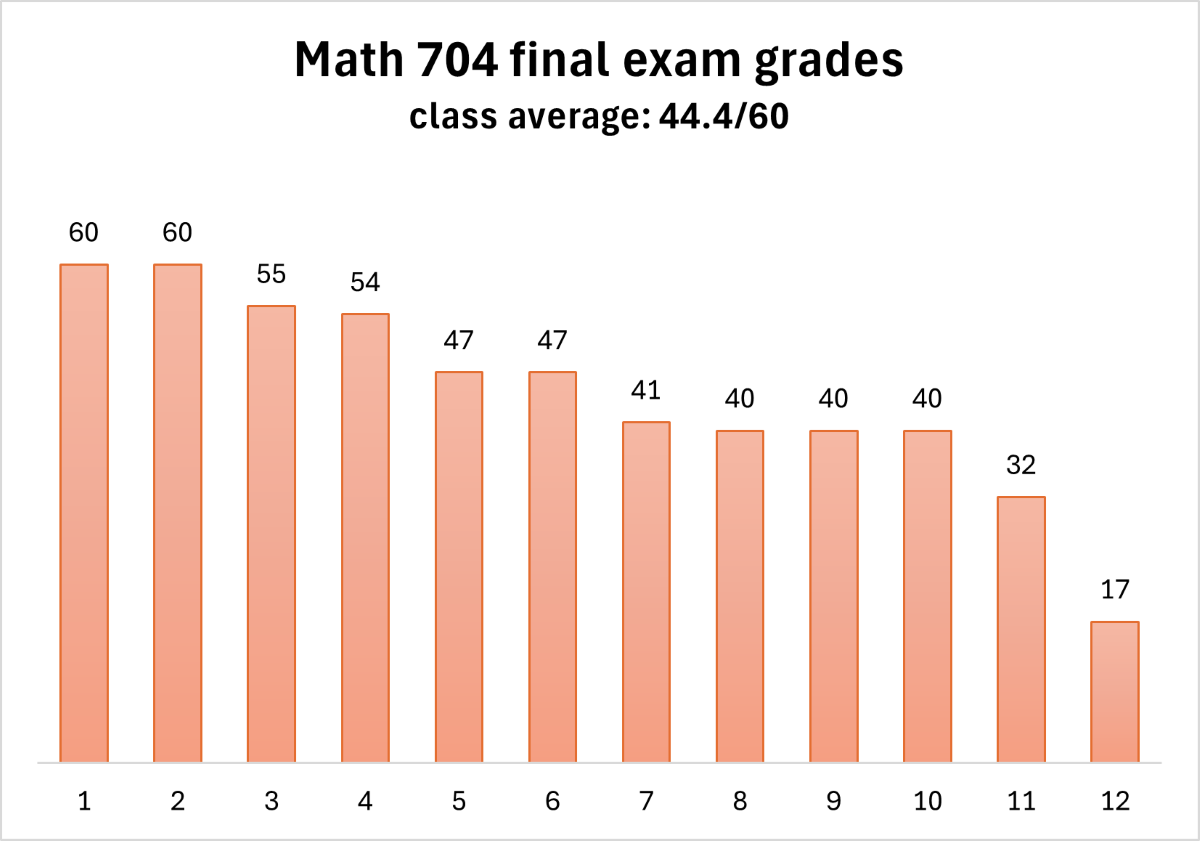 Math 704 final exam grades
class average: 44.4/60
60 60 55 54 47 47 41 40 40 40 32 17
1 2 3 4 5 6 7 8 9 10 11 12